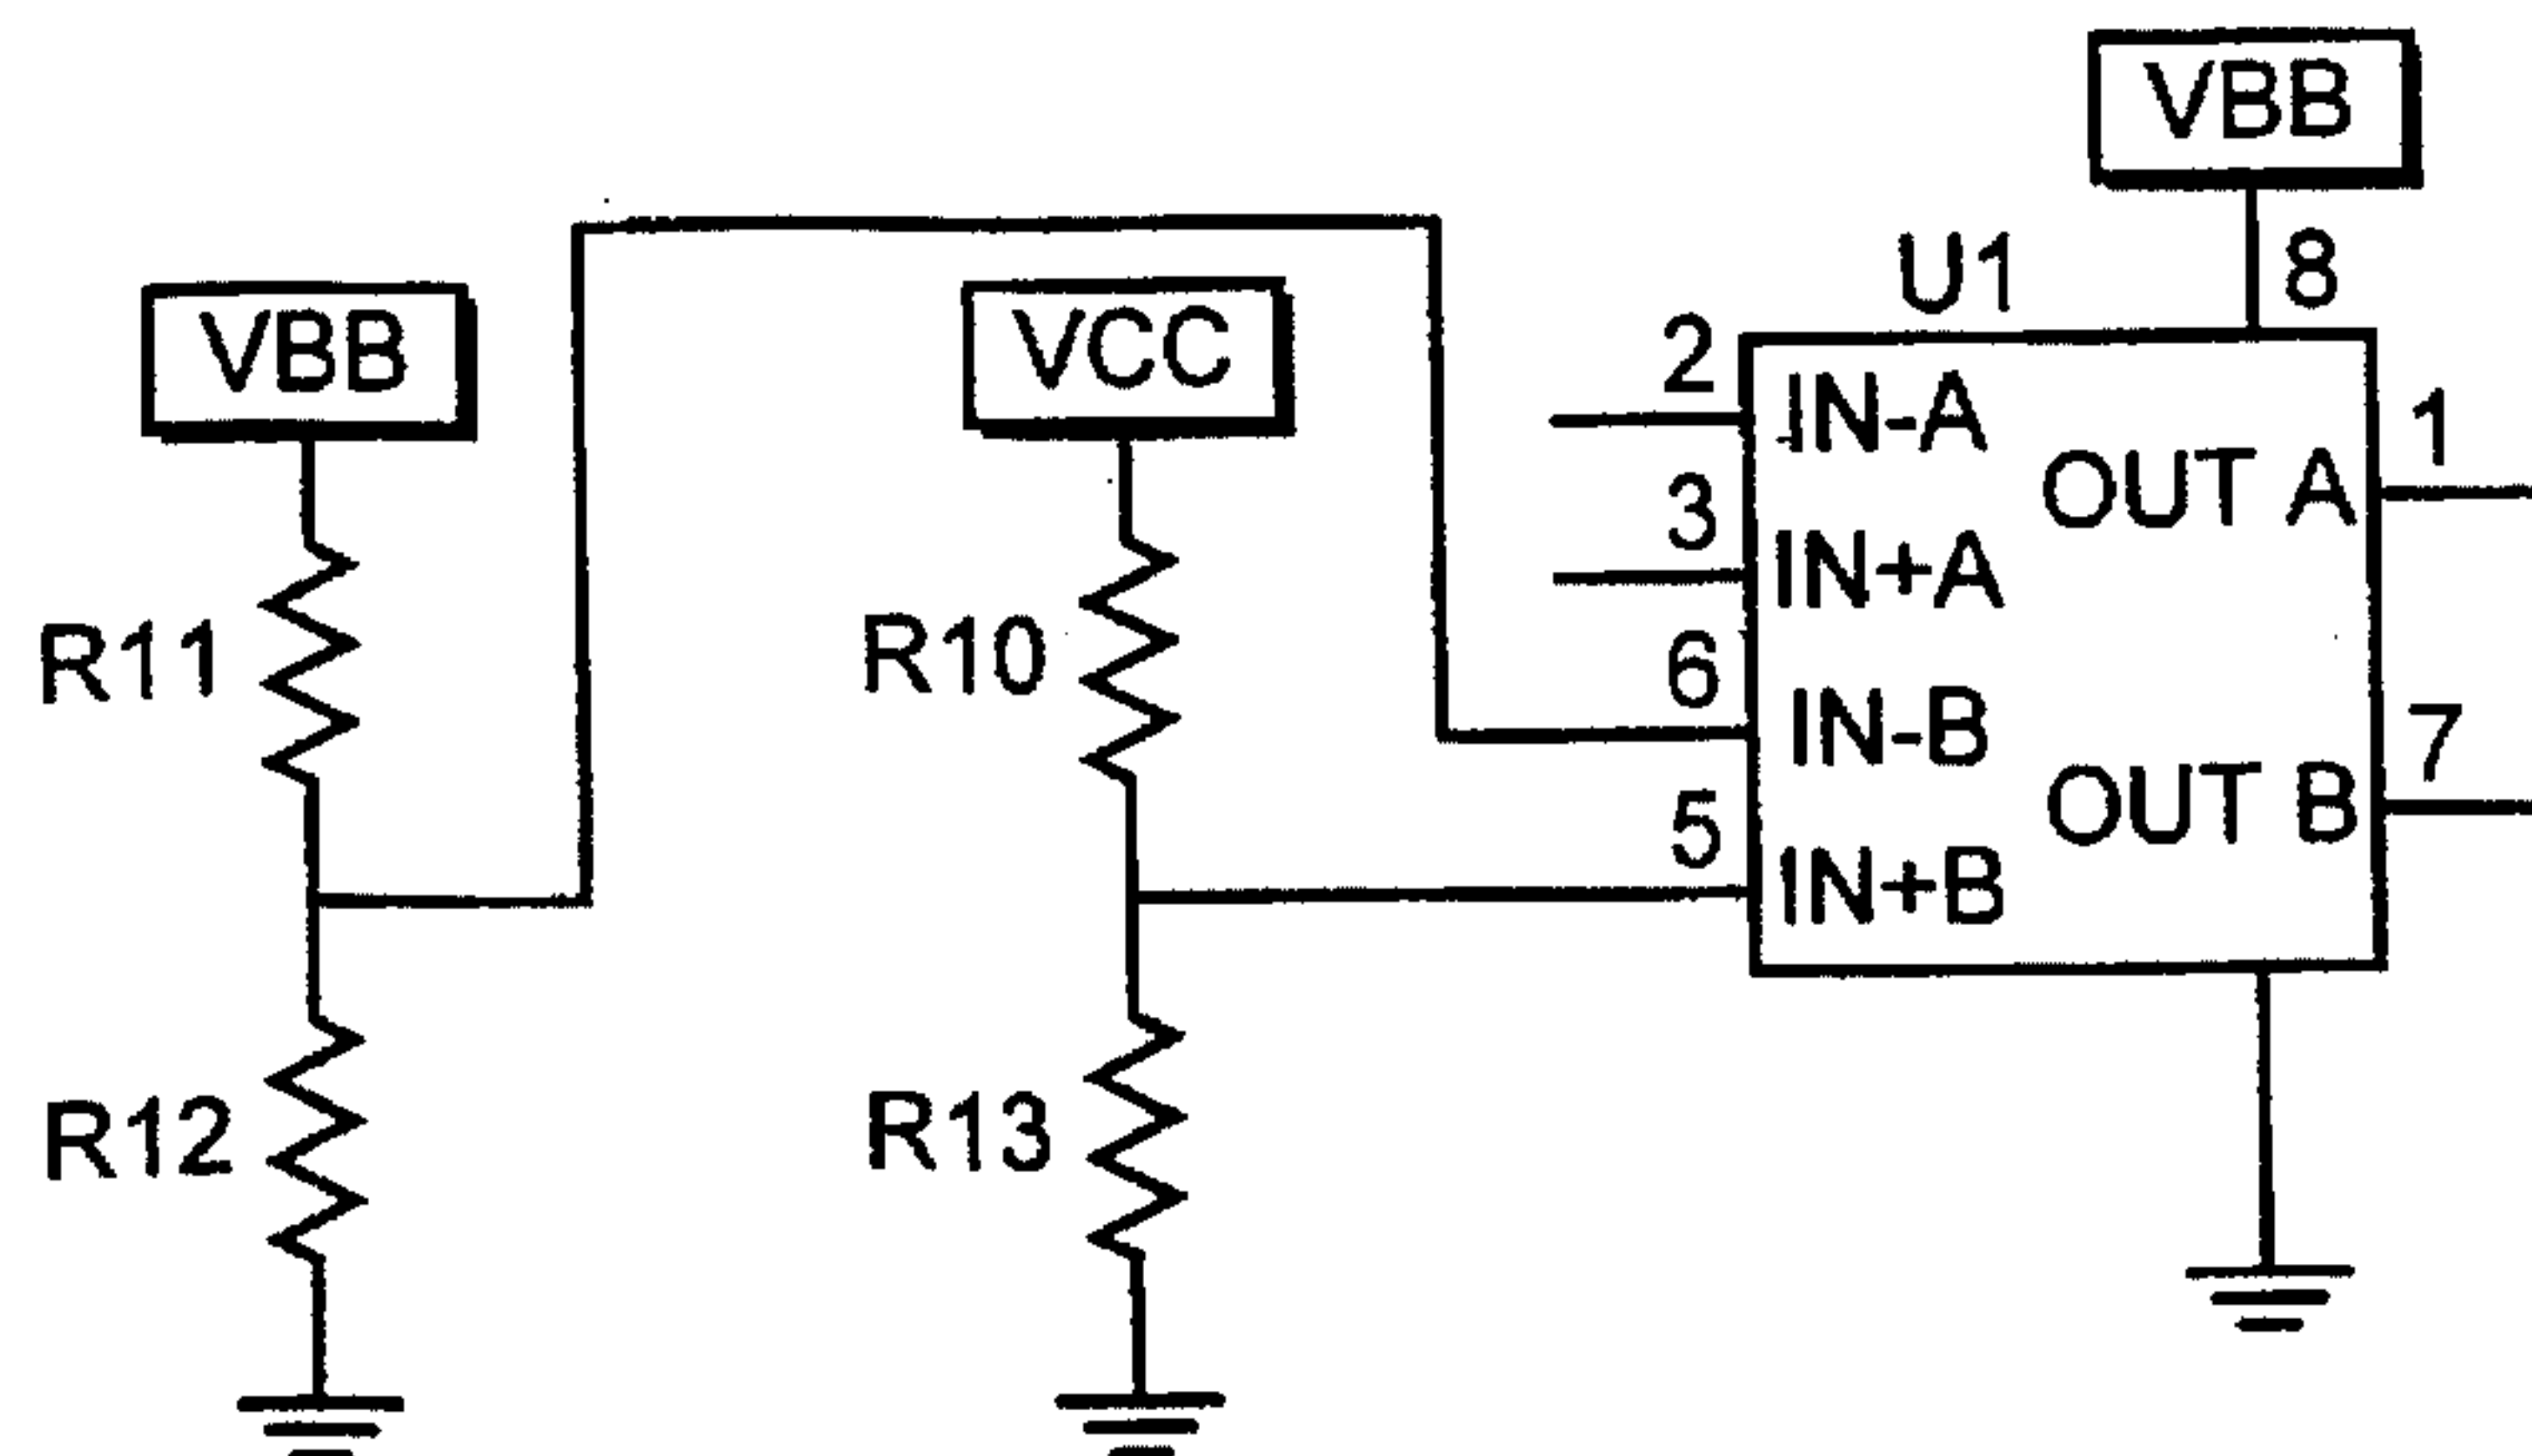 VBB
U1
8
VBB
VCC
2
IN-A
1
OUT A
3
IN+A
R11
R10
6
IN-B
7
OUT B
5
IN+B
R12
R13